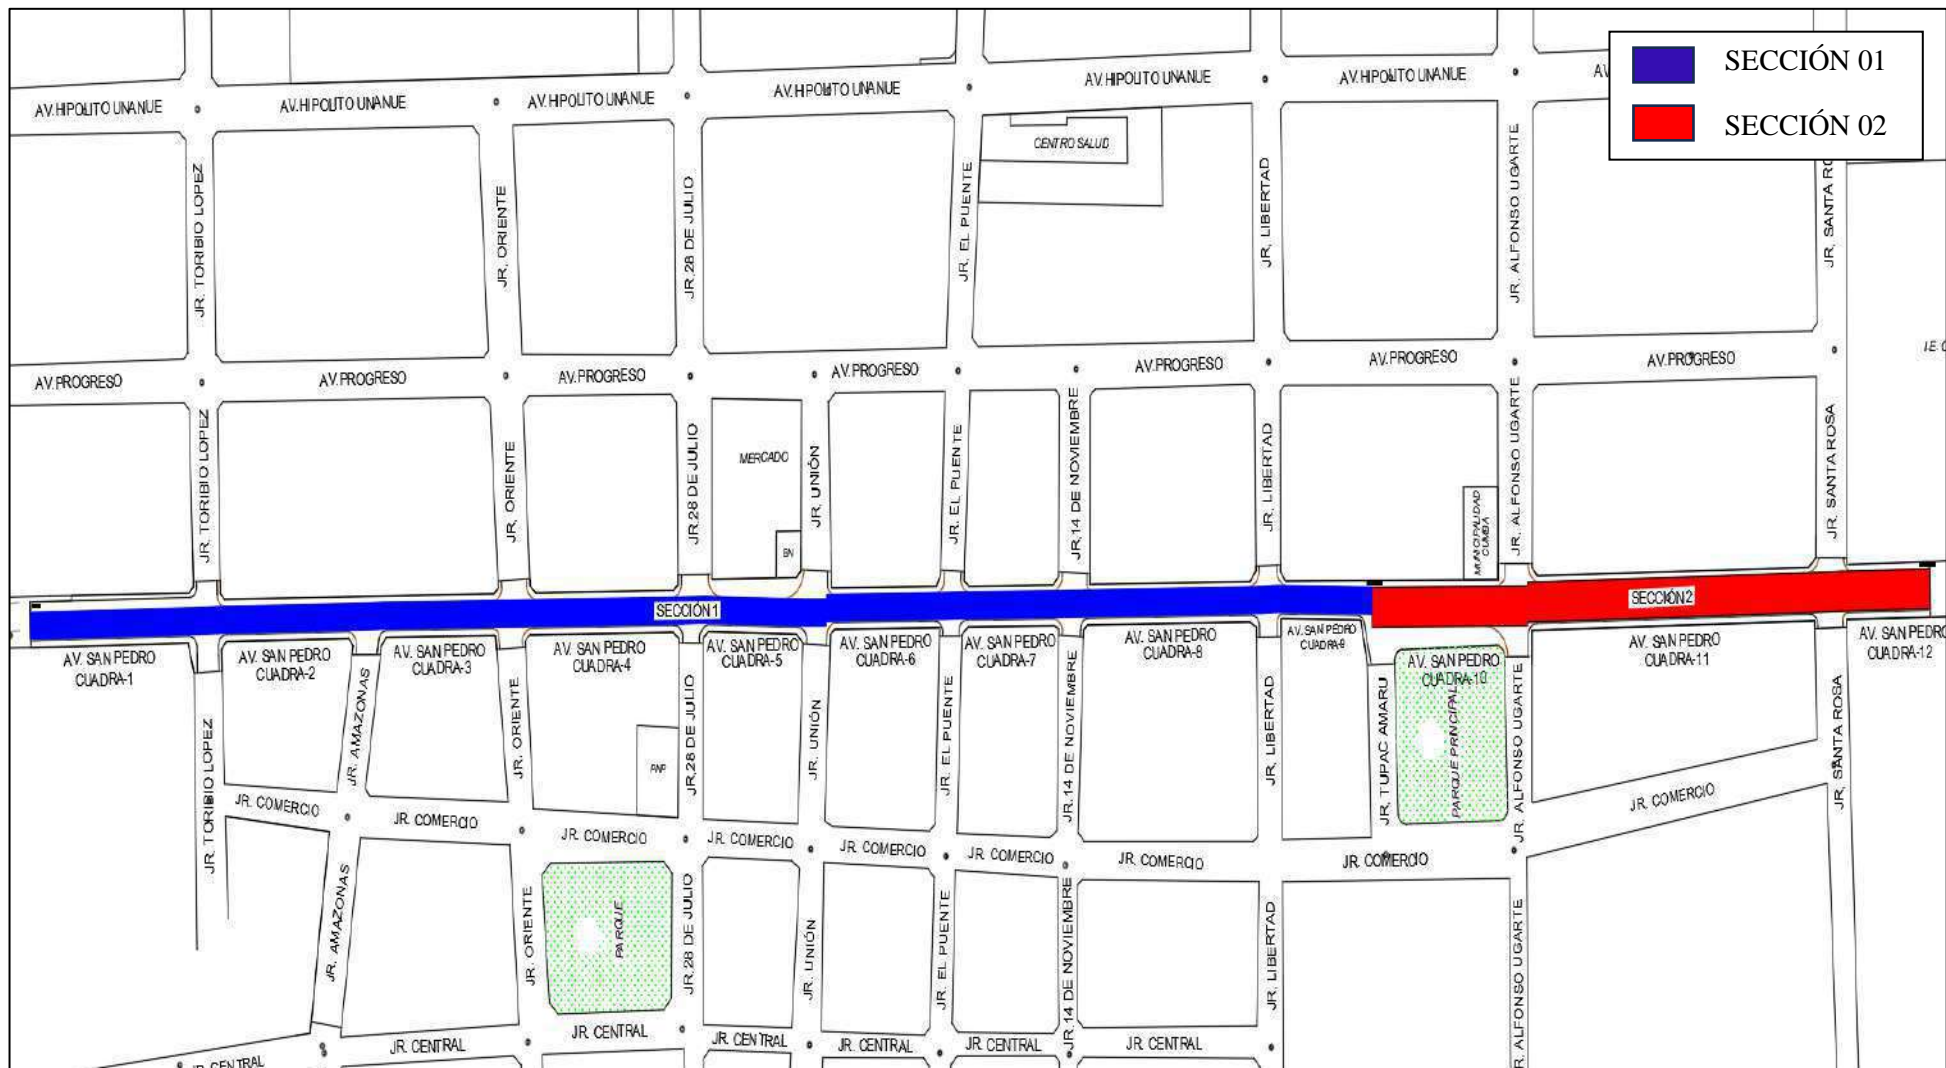 SECCIÓN 01
SECCIÓN 02
AV.HIPOLITO UNANUE
AV.HIPOLITO UNANUE
AV.HIPOLITO UNANUE
AV.HIPOLITO UNANUE
AV.HIPOLITO UNANUE
AV.HIPOLITO UNANUE
CENTRO SALUD
JR. TORIBIO LOPEZ
JR. ORIENTE
JR.28 DE JULIO
JR. EL PUENTE
JR. LIBERTAD
JR. ALFONSO UGARTE
JR. SANTA RO
AV.PROGRESO
AV.PROGRESO
AV.PROGRESO
AV.PROGRESO
AV.PROGRESO
AV.PROGRESO
AV.PROGRESO
JR. TORIBIO LOPEZ
JR. ORIENTE
JR.28 DE JULIO
MERCADO
BN
JR. UNIÓN
JR. EL PUENTE
JR.14 DE NOVIEMBRE
JR. LIBERTAD
MUNICIPALIDAD
CUMBA
JR. ALFONSO UGARTE
JR. SANTA ROSA
SECCIÓN1
SECCIÓN2
AV. SAN PEDRO
CUADRA-1
AV. SAN PEDRO
CUADRA-2
AV. SAN PEDRO
CUADRA-3
AV. SAN PEDRO
CUADRA-4
AV. SAN PEDRO
CUADRA-5
AV. SAN PEDRO
CUADRA-6
AV. SAN PEDRO
CUADRA-7
AV. SAN PEDRO
CUADRA-8
AV. SAN PEDRO
CUADRA-9
AV. SAN PEDRO
CUADRA-10
AV. SAN PEDRO
CUADRA-11
AV. SAN PEDRO
CUADRA-12
JR. TORIBIO LOPEZ
JR. AMAZONAS
JR. ORIENTE
PNP
JR.28 DE JULIO
JR. UNIÓN
JR. EL PUENTE
JR.14 DE NOVIEMBRE
JR. LIBERTAD
JR. TUPAC AMARU
PARQUE PRINCIPAL
JR. ALFONSO UGARTE
JR. SANTA ROSA
JR. COMERCIO
JR. COMERCIO
JR. COMERCIO
JR. COMERCIO
JR. COMERCIO
JR. COMERCIO
JR. COMERCIO
JR. COMERCIO
JR. COMERCIO
JR. AMAZONAS
JR. ORIENTE
PARQUE
JR.28 DE JULIO
JR. UNIÓN
JR. EL PUENTE
JR.14 DE NOVIEMBRE
JR. LIBERTAD
JR. ALFONSO UGARTE
JR. CENTRAL
JR. CENTRAL
JR. CENTRAL
JR. CENTRAL
JR. CENTRAL
JR. CENTRAL
JR. CENTRAL